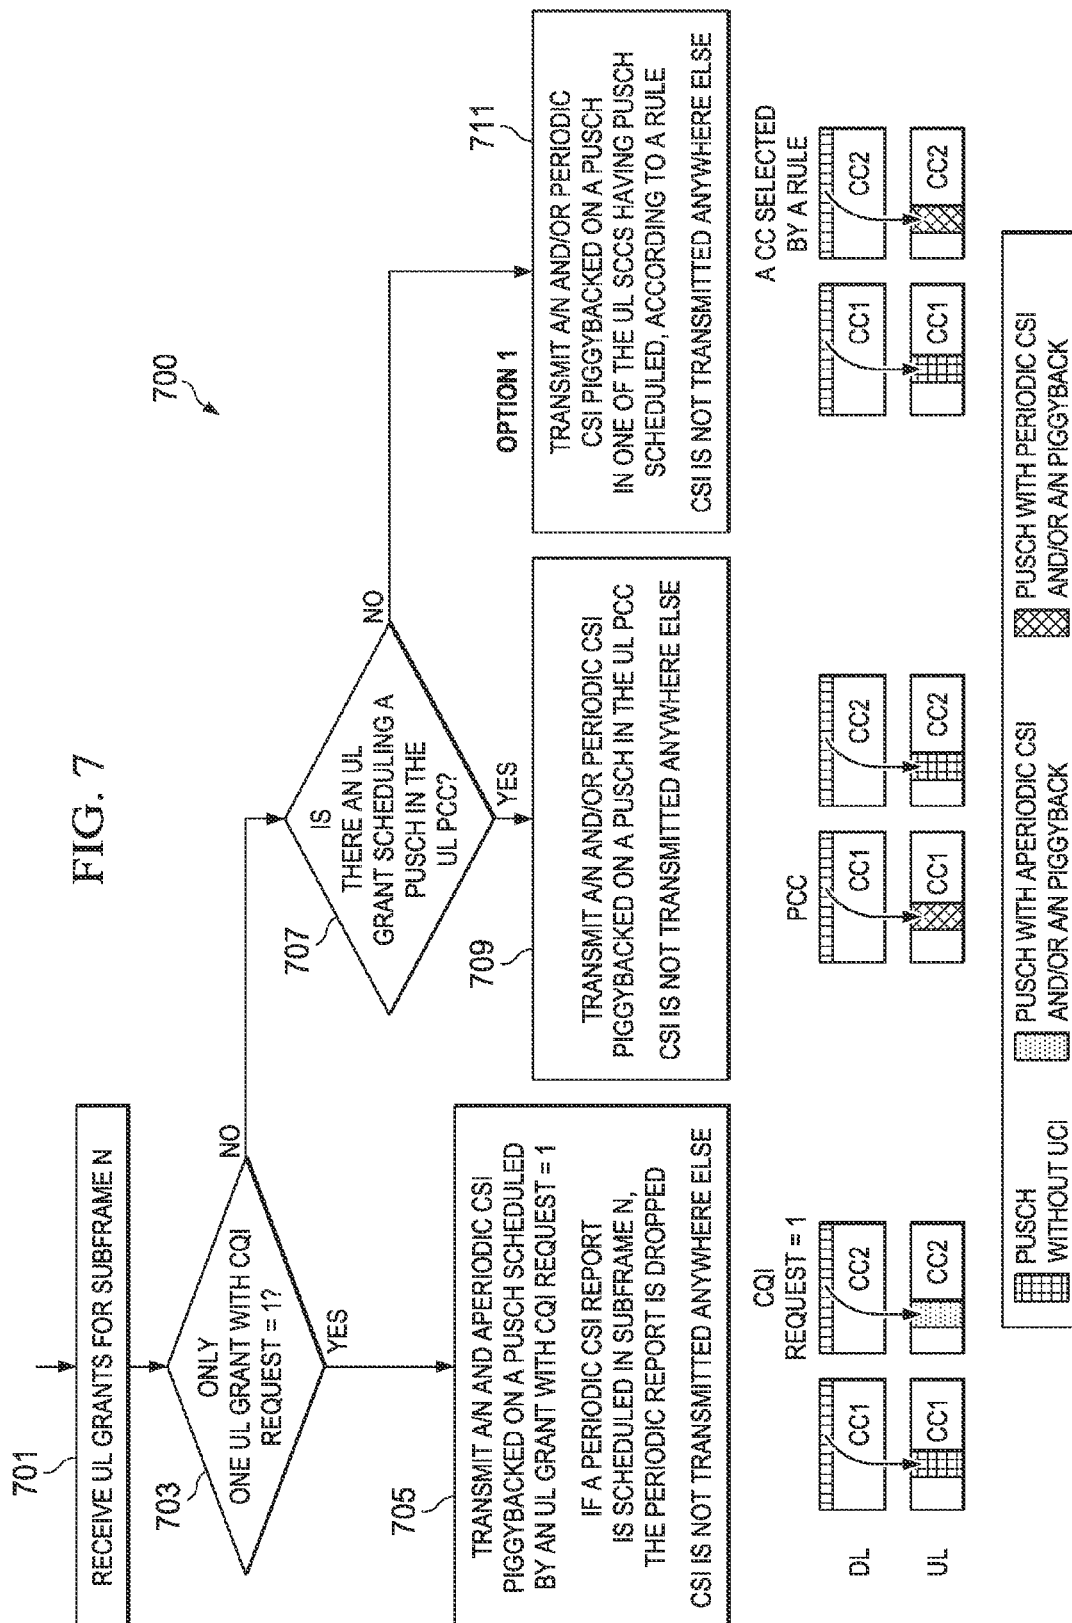 FIG. 7
700
701
RECEIVE UL GRANTS FOR SUBFRAME N
703
ONLY
ONE UL GRANT WITH CQI
REQUEST = 1?
NO
YES
705
TRANSMIT A/N AND APERIODIC CSI
PIGGYBACKED ON A PUSCH SCHEDULED
BY AN UL GRANT WITH CQI REQUEST = 1
IF A PERIODIC CSI REPORT
IS SCHEDULED IN SUBFRAME N,
THE PERIODIC REPORT IS DROPPED
CSI IS NOT TRANSMITTED ANYWHERE ELSE
707
IS
THERE AN UL
GRANT SCHEDULING A
PUSCH IN THE
UL PCC?
NO
YES
709
TRANSMIT A/N AND/OR PERIODIC CSI
PIGGYBACKED ON A PUSCH IN THE UL PCC
CSI IS NOT TRANSMITTED ANYWHERE ELSE
OPTION 1
711
TRANSMIT A/N AND/OR PERIODIC
CSI PIGGYBACKED ON A PUSCH
IN ONE OF THE UL SCCS HAVING PUSCH
SCHEDULED, ACCORDING TO A RULE
CSI IS NOT TRANSMITTED ANYWHERE ELSE
CQI
REQUEST = 1
PCC
A CC SELECTED
BY A RULE
DL
CC1
CC2
CC1
CC2
CC1
CC2
UL
CC1
CC2
CC1
CC2
CC1
CC2
PUSCH
WITHOUT UCI
PUSCH WITH APERIODIC CSI
AND/OR A/N PIGGYBACK
PUSCH WITH PERIODIC CSI
AND/OR A/N PIGGYBACK